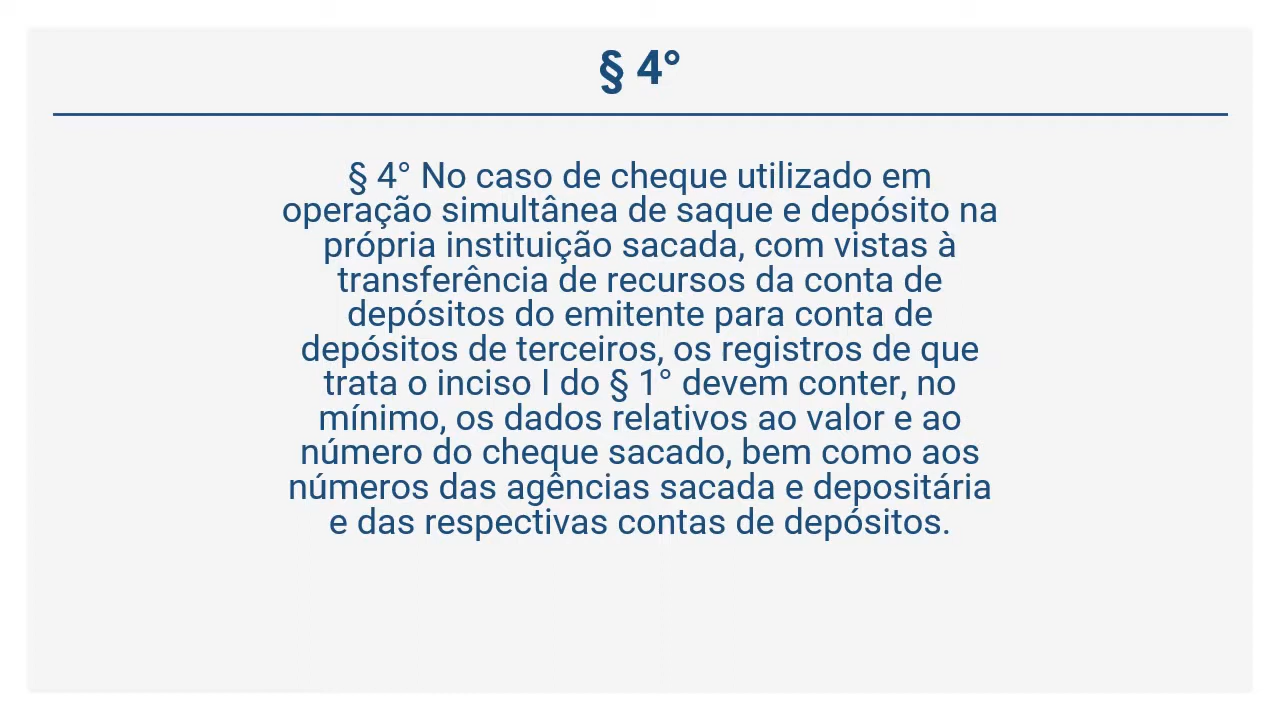 § 4°
§ 4° No caso de cheque utilizado em
operação simultânea de saque e depósito na
própria instituição sacada, com vistas à
transferência de recursos da conta de
depósitos do emitente para conta de
depósitos de terceiros, os registros de que
trata o inciso I do § 1° devem conter, no
mínimo, os dados relativos ao valor e ao
número do cheque sacado, bem como aos
números das agências sacada e depositária
e das respectivas contas de depósitos.